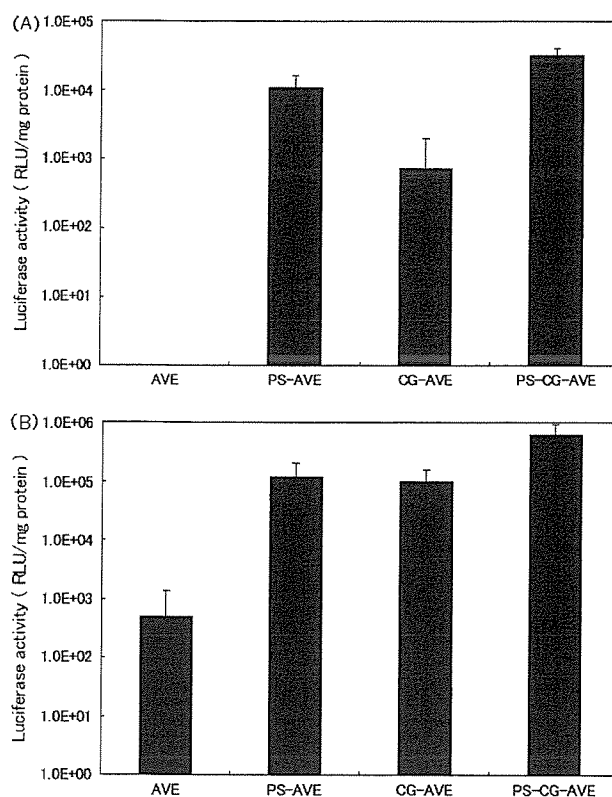 (A)
1.0E+05
1.0E+04
1.0E+03
1.0E+02
1.0E+01
1.0E+00
Luciferase activity ( RLU/mg protein )
AVE PS-AVE CG-AVE PS-CG-AVE
(B)
1.0E+06
1.0E+05
1.0E+04
1.0E+03
1.0E+02
1.0E+01
1.0E+00
Luciferase activity ( RLU/mg protein )
AVE PS-AVE CG-AVE PS-CG-AVE